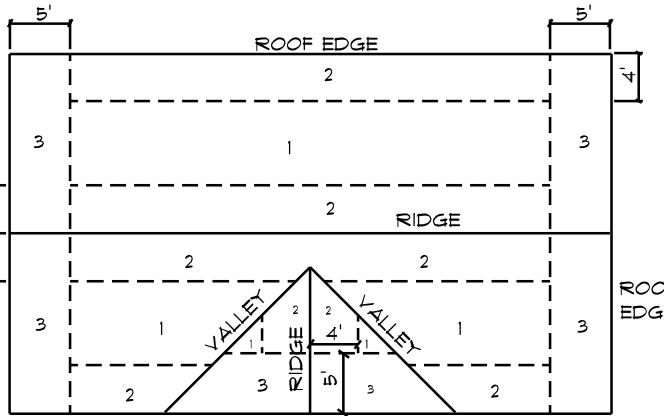 5' 5'
ROOF EDGE
2 4'
3 1 3
2 RIDGE
2 2
ROO
EDG
VALLEY 2 2 VALLEY
3 1 1 RIDGE 4' 1 1 3
2 3 5' 3 2